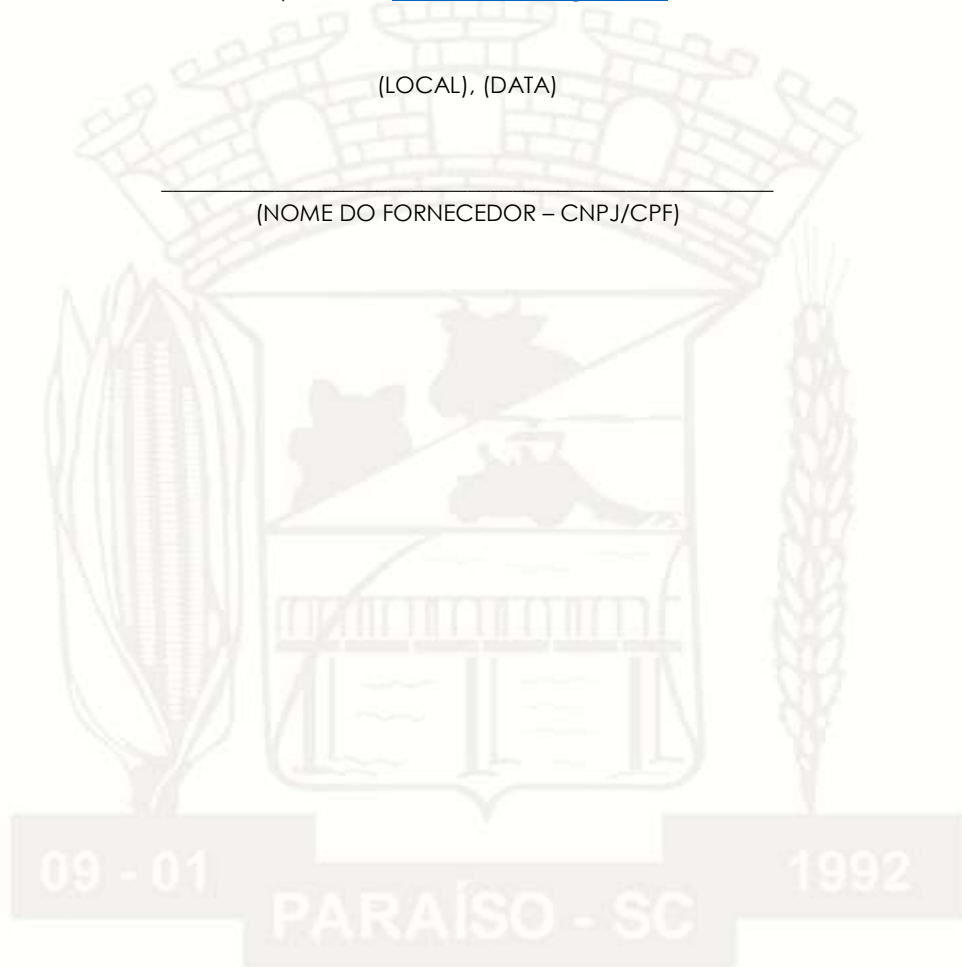 (LOCAL), (DATA)
(NOME DO FORNECEDOR – CNPJ/CPF)
09 - 01
1992
PARAÍSO - SC